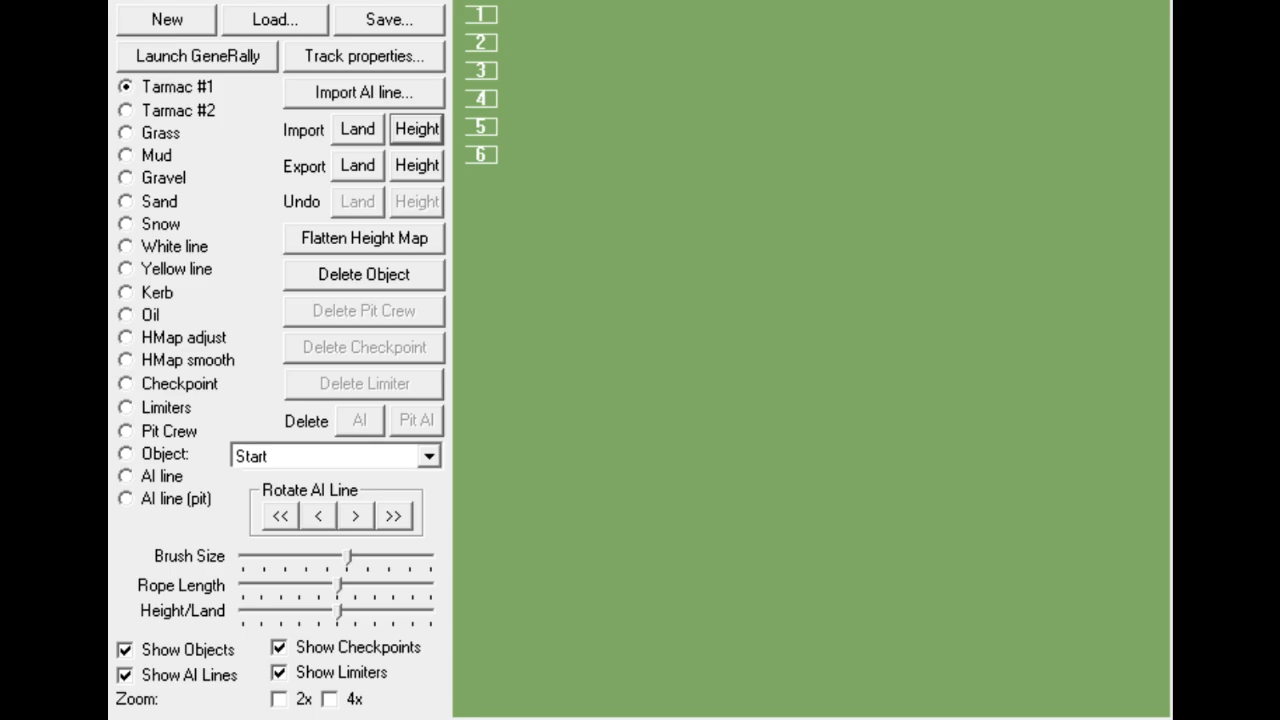 New Load... Save...
Launch GeneRally Track properties...
Tarmac #1 Import AI line...
Tarmac #2
Grass Import Land Height
Mud
Gravel Export Land Height
Sand Undo Land Height
Snow
White line Flatten Height Map
Yellow line Delete Object
Kerb
Oil Delete Pit Crew
HMap adjust
HMap smooth Delete Checkpoint
Checkpoint Delete Limiter
Limiters
Pit Crew Delete AI Pit AI
Object: Start
AI line
AI line (pit) Rotate AI Line
<< < > >>
Brush Size
Rope Length
Height/Land
Show Objects Show Checkpoints
Show AI Lines Show Limiters
Zoom: 2x 4x
1
2
3
4
5
6